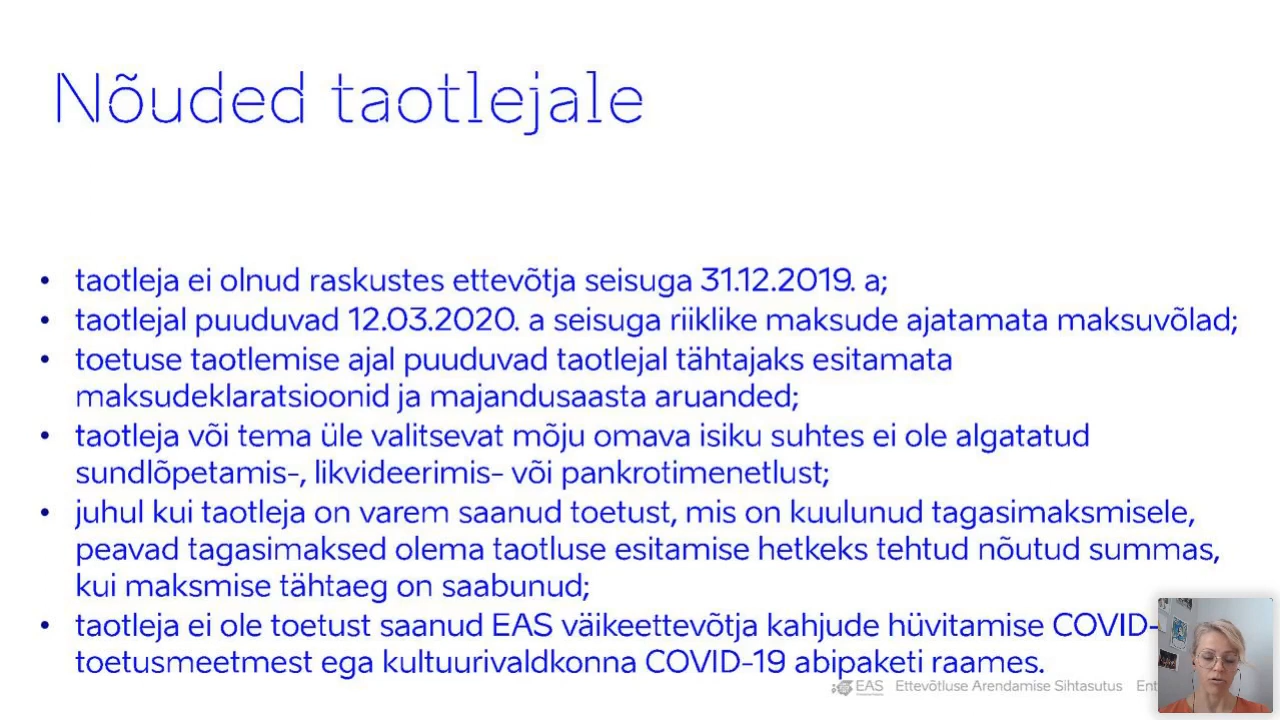 Nõuded taotlejale
• taotleja ei olnud raskustes ettevõtja seisuga 31.12.2019. a;
• taotlejal puuduvad 12.03.2020. a seisuga riiklike maksude ajatamata maksuvõlad;
• toetuse taotlemise ajal puuduvad taotlejal tähtajaks esitamata
maksudeklaratsioonid ja majandusaasta aruanded;
• taotleja või tema üle valitsevat mõju omava isiku suhtes ei ole algatatud
sundlõpetamis-, likvideerimis- või pankrotimenetlust;
• juhul kui taotleja on varem saanud toetust, mis on kuulunud tagasimaksmisele,
peavad tagasimaksed olema taotluse esitamise hetkeks tehtud nõutud summas,
kui maksmise tähtaeg on saabunud;
• taotleja ei ole toetust saanud EAS väikeettevõtja kahjude hüvitamise COVID-
toetusmeetmest ega kultuurivaldkonna COVID-19 abipaketi raames.
EAS Ettevõtluse Arendamise Sihtasutus Ent